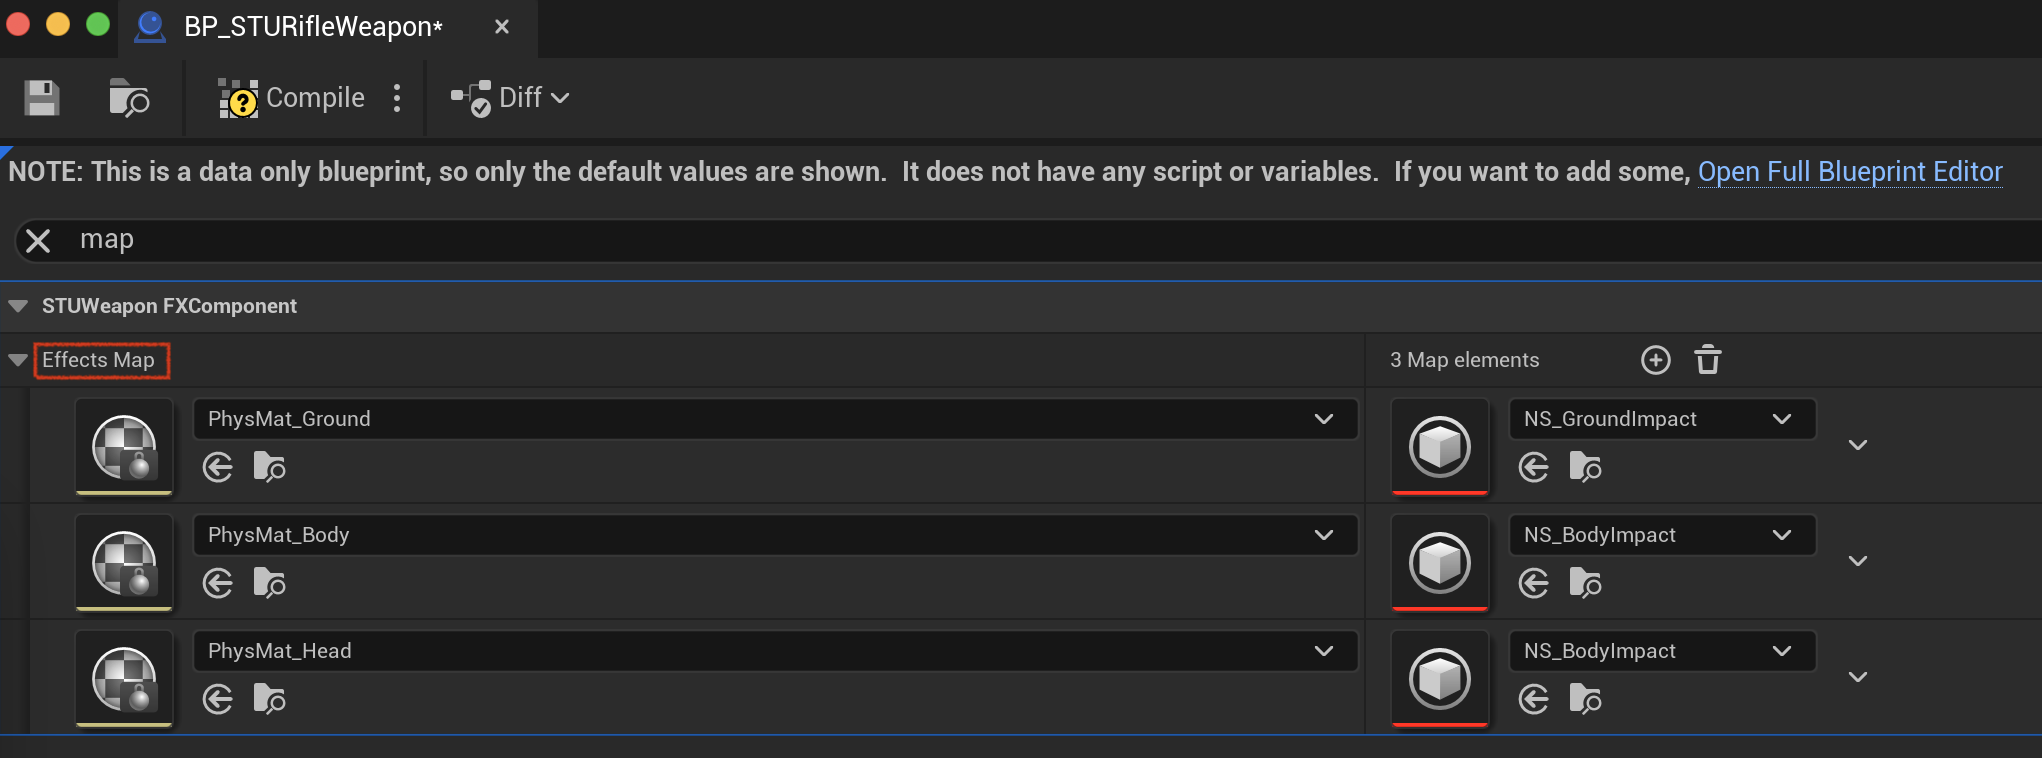 BP_STURifleWeapon*
Compile
Diff
NOTE: This is a data only blueprint, so only the default values are shown.  It does not have any script or variables.  If you want to add some, Open Full Blueprint Editor
map
STUWeapon FXComponent
Effects Map
3 Map elements
PhysMat_Ground
NS_GroundImpact
PhysMat_Body
NS_BodyImpact
PhysMat_Head
NS_BodyImpact